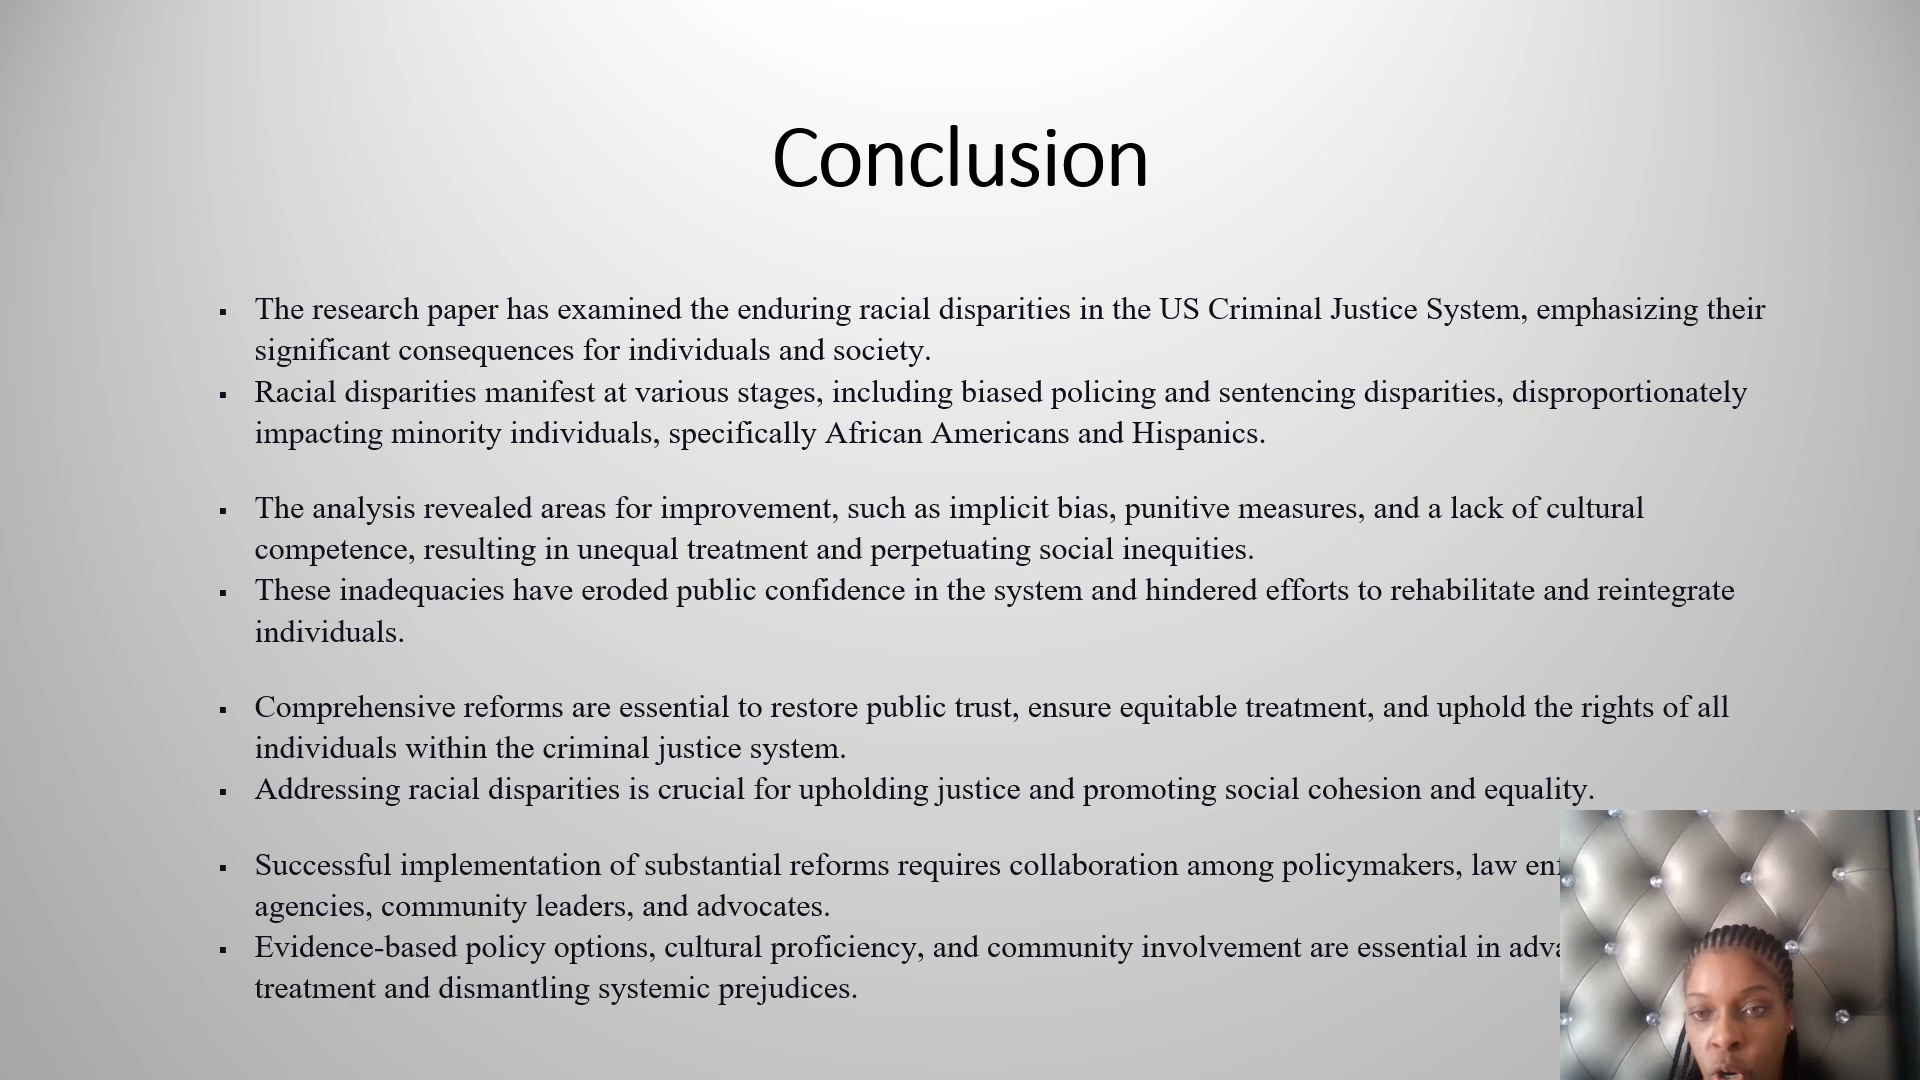 Conclusion
▪ The research paper has examined the enduring racial disparities in the US Criminal Justice System, emphasizing their
significant consequences for individuals and society.
▪ Racial disparities manifest at various stages, including biased policing and sentencing disparities, disproportionately
impacting minority individuals, specifically African Americans and Hispanics.
▪ The analysis revealed areas for improvement, such as implicit bias, punitive measures, and a lack of cultural
competence, resulting in unequal treatment and perpetuating social inequities.
▪ These inadequacies have eroded public confidence in the system and hindered efforts to rehabilitate and reintegrate
individuals.
▪ Comprehensive reforms are essential to restore public trust, ensure equitable treatment, and uphold the rights of all
individuals within the criminal justice system.
▪ Addressing racial disparities is crucial for upholding justice and promoting social cohesion and equality.
▪ Successful implementation of substantial reforms requires collaboration among policymakers, law
agencies, community leaders, and advocates.
▪ Evidence-based policy options, cultural proficiency, and community involvement are essential in
treatment and dismantling systemic prejudices.